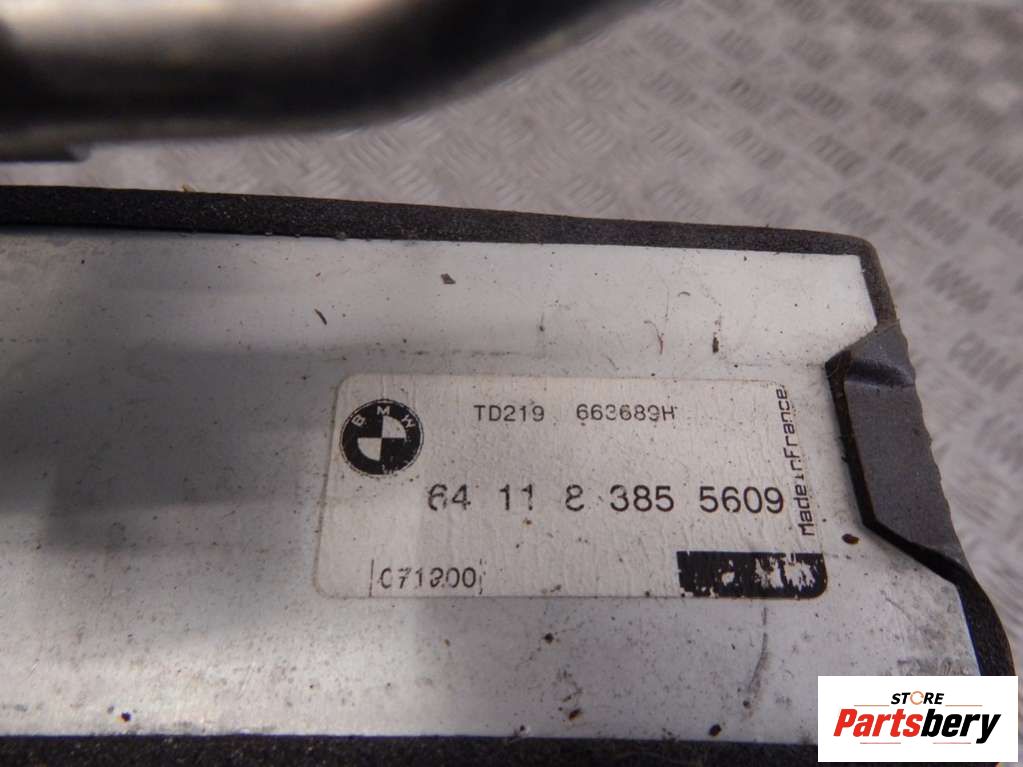 BMW
TD219 663689H
64 11 8 385 5609
Made in France
071200
STORE
Partsbery